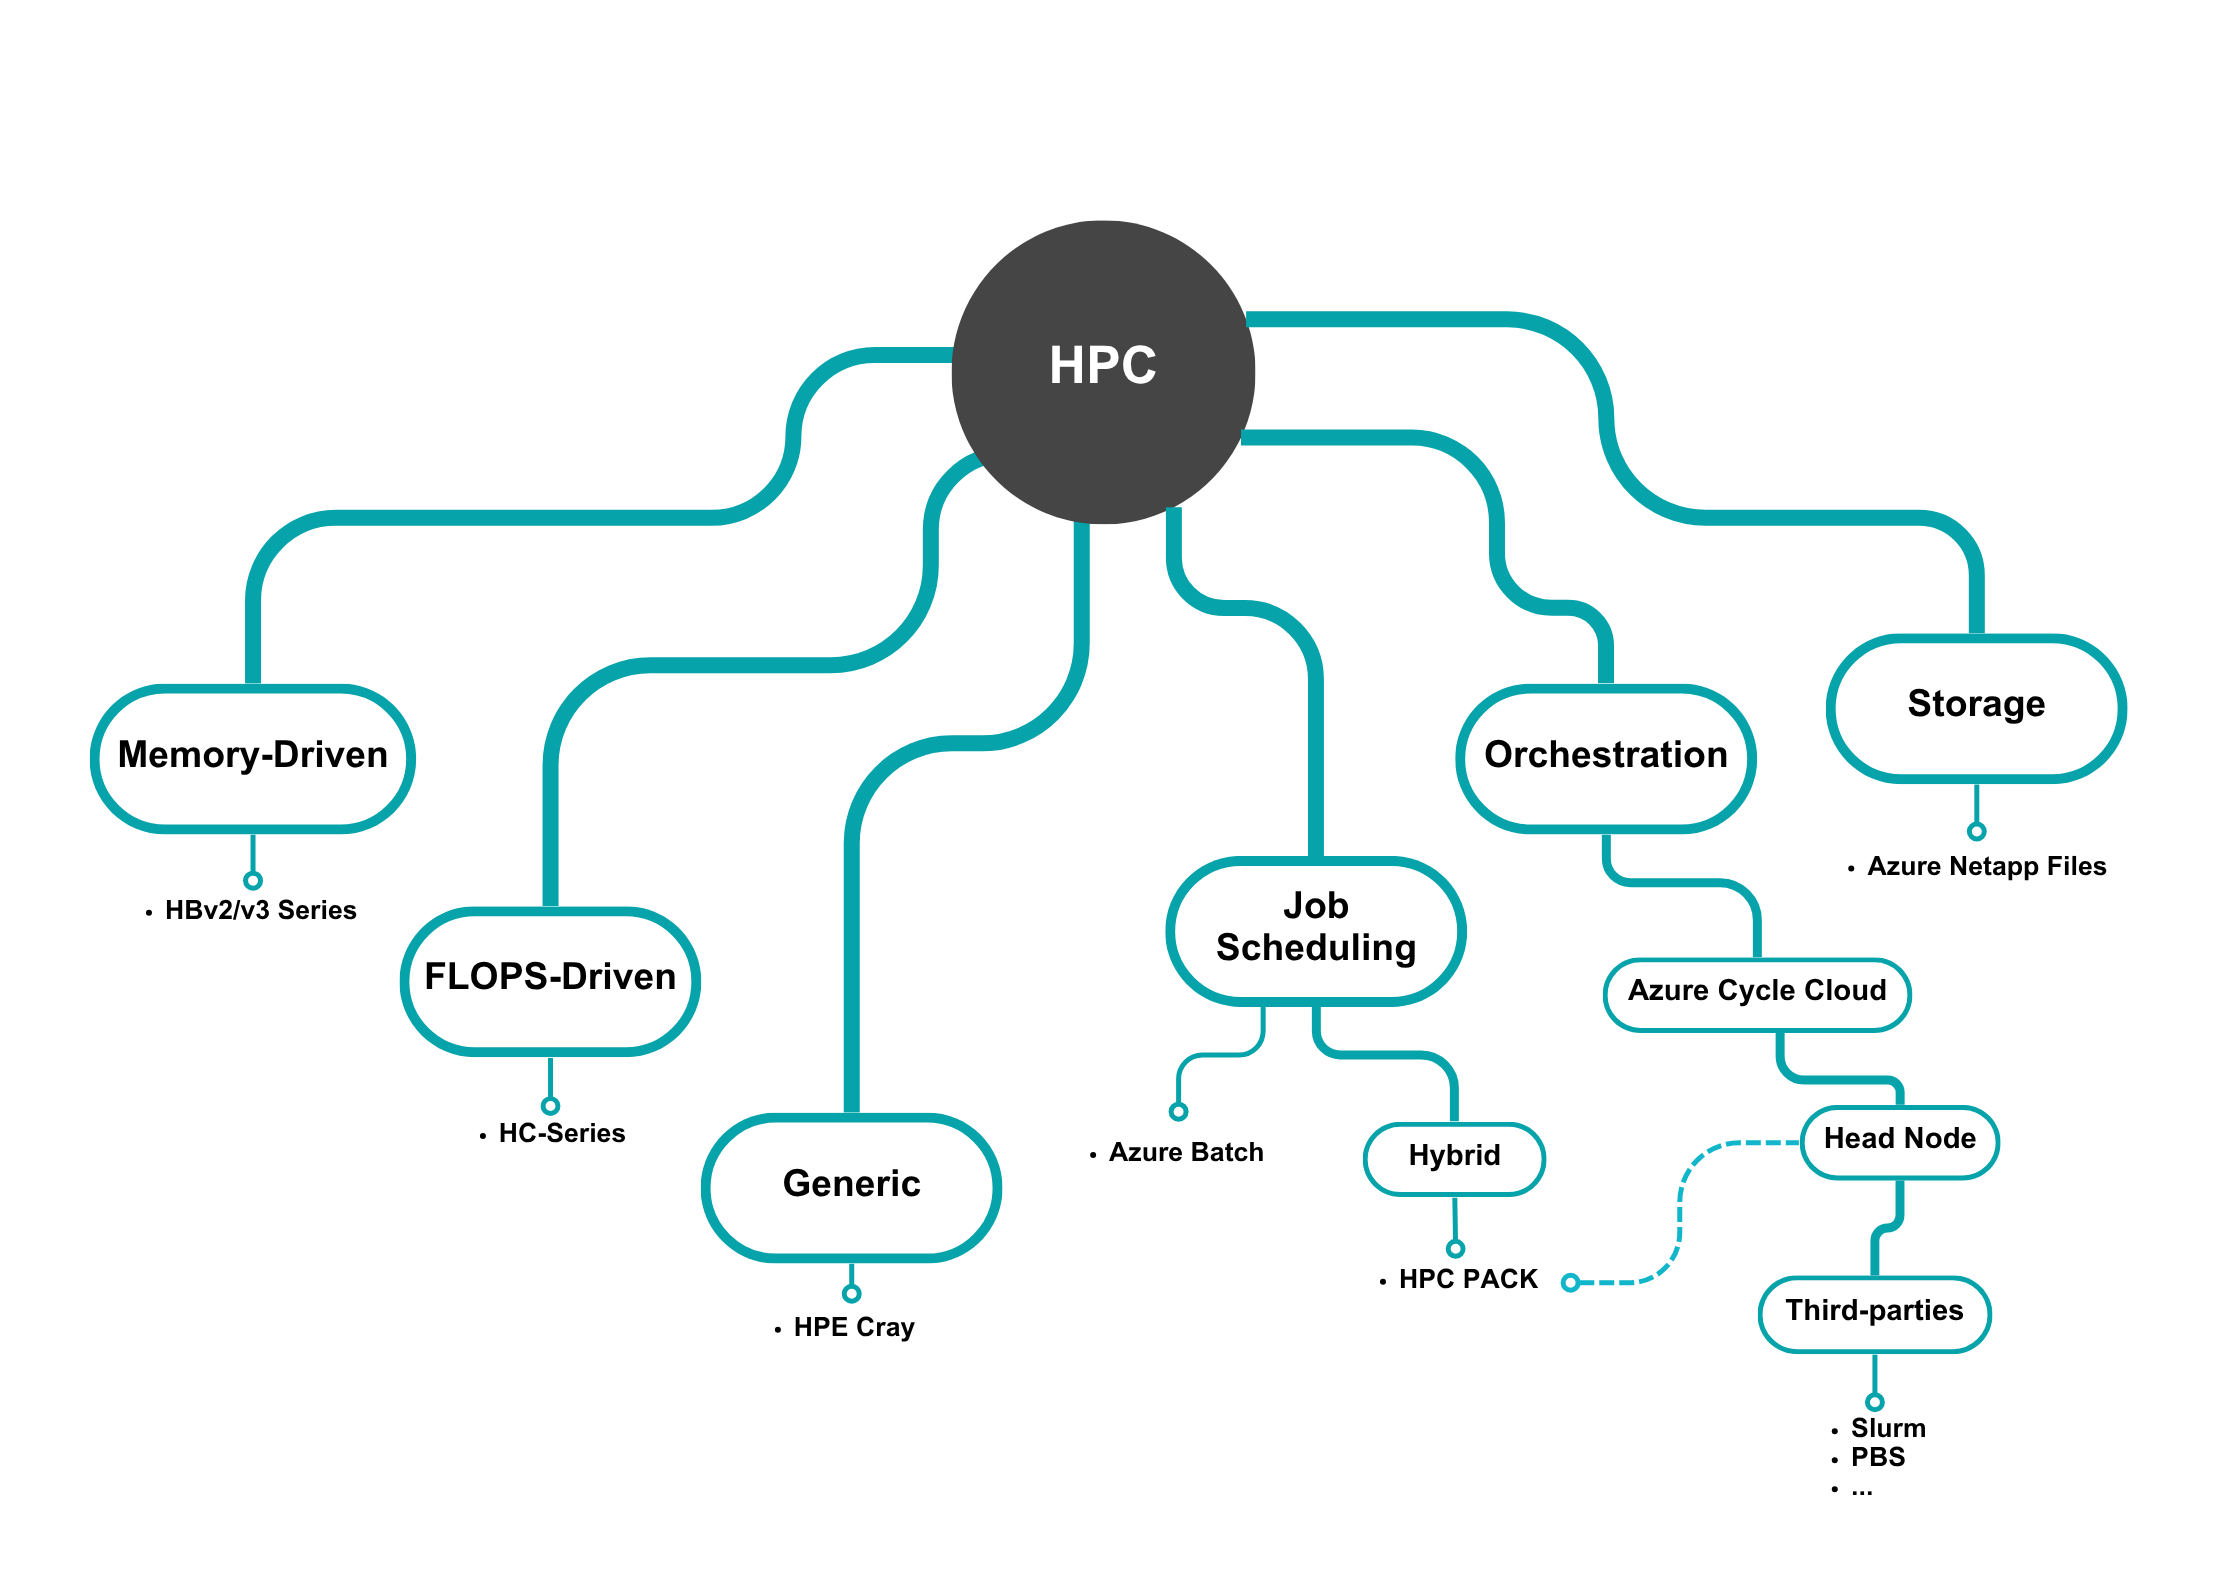 HPC
Memory-Driven
• HBv2/v3 Series
FLOPS-Driven
• HC-Series
Generic
• HPE Cray
Job
Scheduling
• Azure Batch
Hybrid
• HPC PACK
Orchestration
Azure Cycle Cloud
Head Node
Third-parties
• Slurm
• PBS
• ...
Storage
• Azure Netapp Files